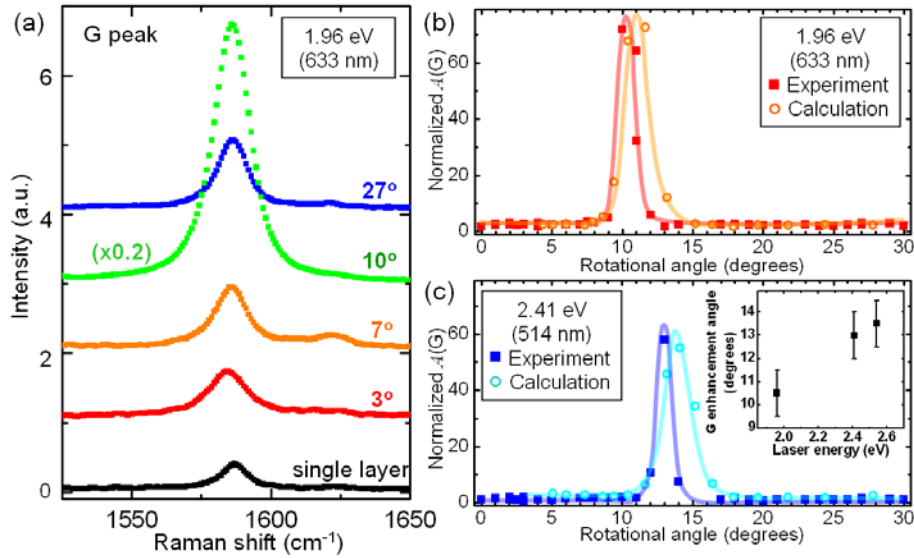 (a)
G peak
1.96 eV
(633 nm)
6
4
2
0
Intensity (a.u.)
27°
(x0.2)
10°
7°
3°
single layer
1550
1600
1650
Raman shift (cm⁻¹)
(b)
1.96 eV
(633 nm)
Experiment
Calculation
60
40
20
0
Normalized A(G)
0
5
10
15
20
25
30
Rotational angle (degrees)
(c)
2.41 eV
(514 nm)
Experiment
Calculation
60
40
20
0
Normalized A(G)
0
5
10
15
20
25
30
Rotational angle (degrees)
G enhancement angle
(degrees)
15
14
13
12
11
10
9
2.0
2.2
2.4
2.6
Laser energy (eV)